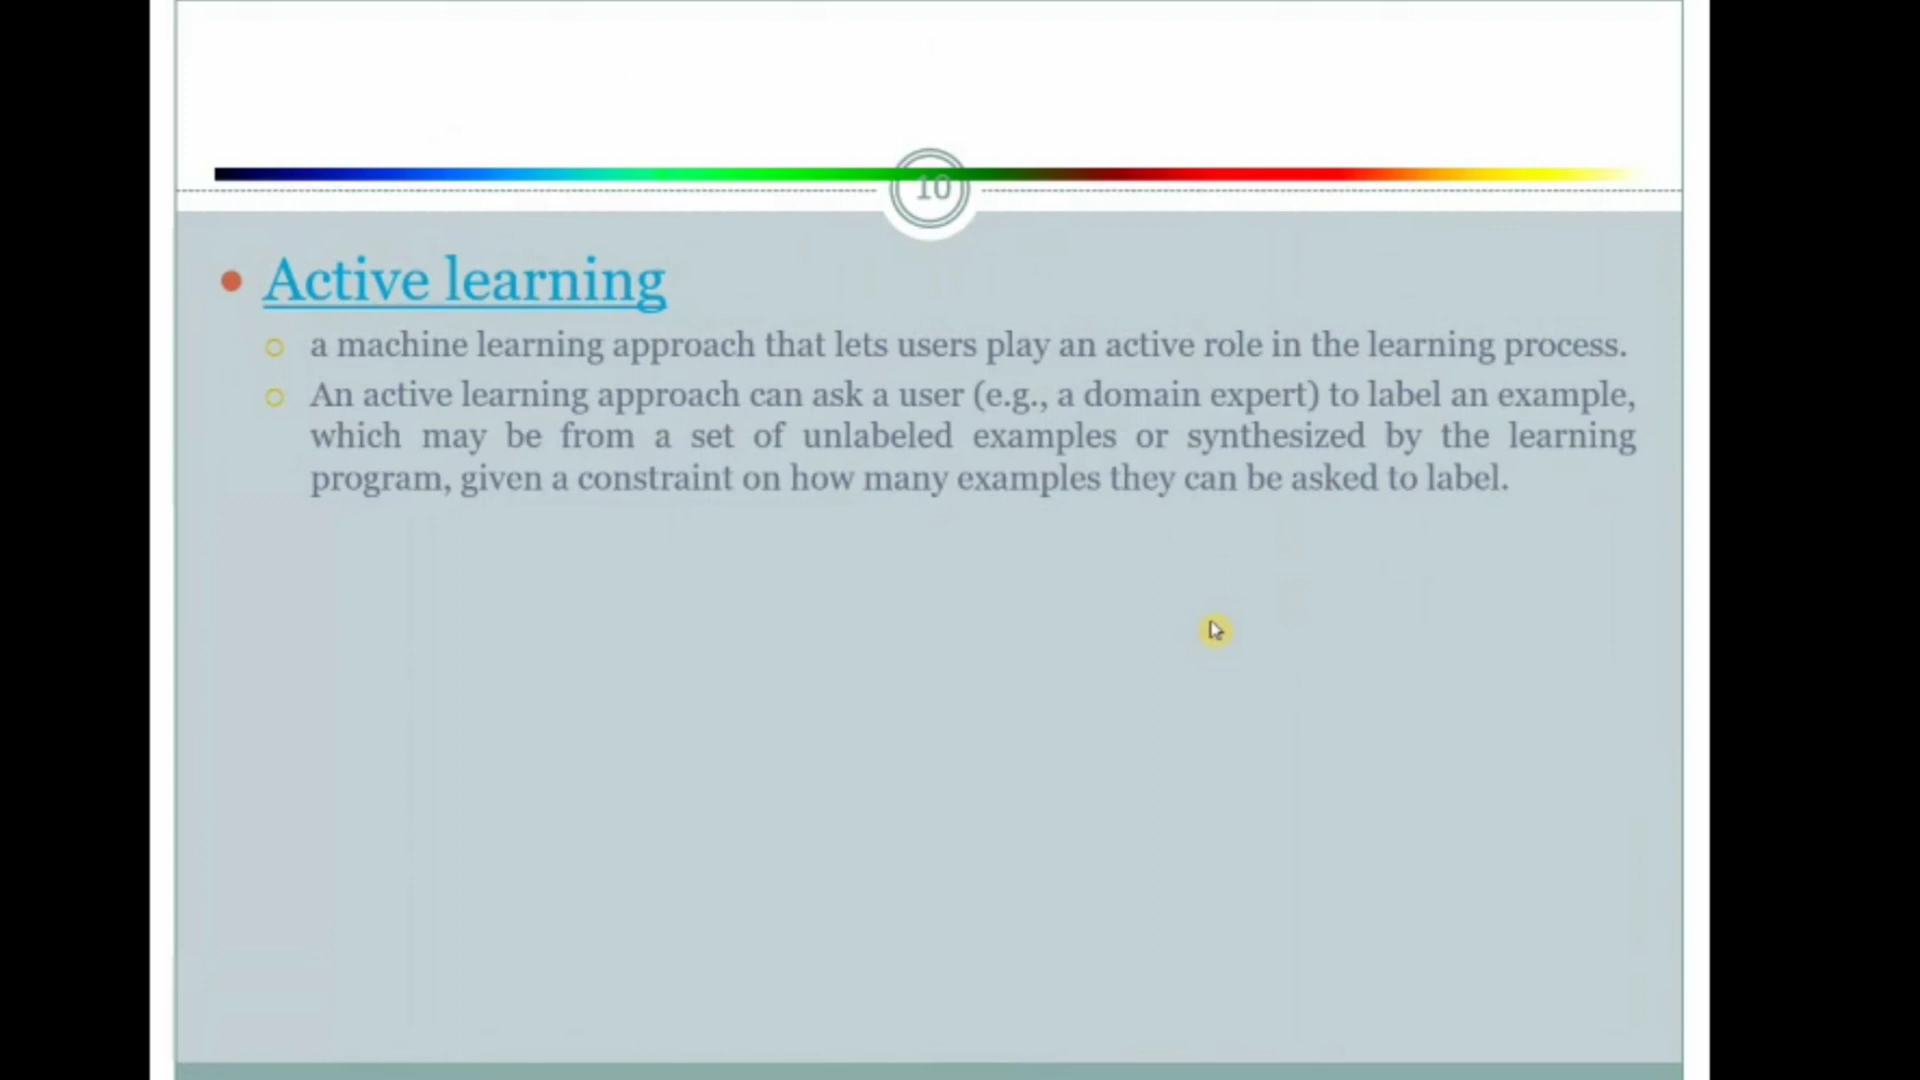 10
Active learning
a machine learning approach that lets users play an active role in the learning process.
An active learning approach can ask a user (e.g., a domain expert) to label an example,
which may be from a set of unlabeled examples or synthesized by the learning
program, given a constraint on how many examples they can be asked to label.